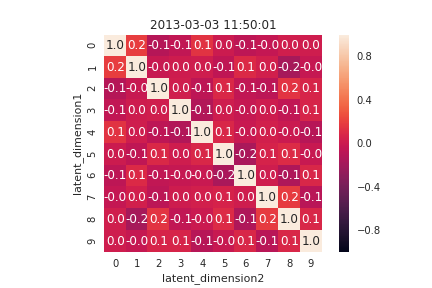 2013-03-03 11:50:01
0 1.0 0.2 -0.1 -0.1 0.1 0.0 -0.1 -0.0 0.0 0.0
1 0.2 1.0 -0.0 0.0 0.0 -0.1 0.1 0.0 -0.2 -0.0
2 -0.1 -0.0 1.0 0.0 -0.1 0.1 -0.1 -0.1 0.2 0.1
3 -0.1 0.0 0.0 1.0 -0.1 0.0 -0.0 0.0 -0.1 0.1
4 0.1 0.0 -0.1 -0.1 1.0 0.1 -0.0 -0.0 -0.0 -0.1
5 0.0 -0.1 0.1 0.0 0.1 1.0 -0.2 0.1 0.1 -0.0
6 -0.1 0.1 -0.1 -0.0 -0.0 -0.2 1.0 0.0 -0.1 0.1
7 -0.0 0.0 -0.1 0.0 -0.0 0.1 0.0 1.0 0.2 -0.1
8 0.0 -0.2 0.2 -0.1 -0.0 0.1 -0.1 0.2 1.0 0.1
9 0.0 -0.0 0.1 0.1 -0.1 -0.0 0.1 -0.1 0.1 1.0
0 1 2 3 4 5 6 7 8 9
latent_dimension2
latent_dimension1
0.8
0.4
0.0
−0.4
−0.8